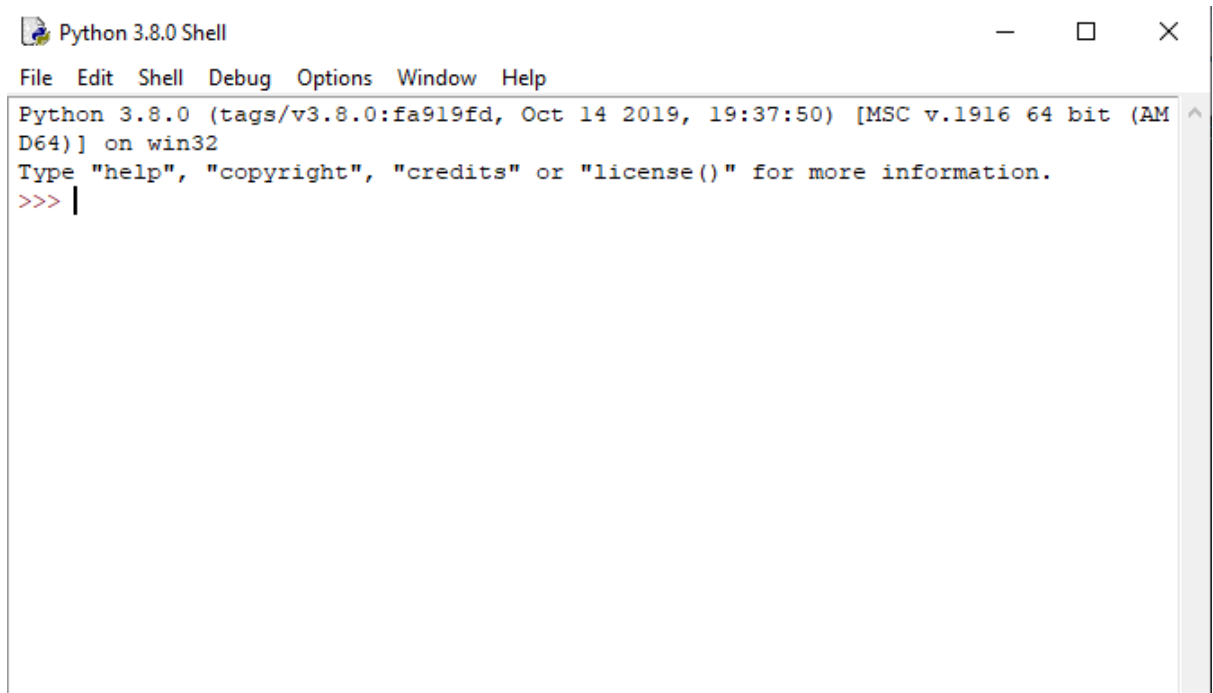 Python 3.8.0 Shell
File Edit Shell Debug Options Window Help
Python 3.8.0 (tags/v3.8.0:fa919fd, Oct 14 2019, 19:37:50) [MSC v.1916 64 bit (AM
D64)] on win32
Type "help", "copyright", "credits" or "license()" for more information.
>>>